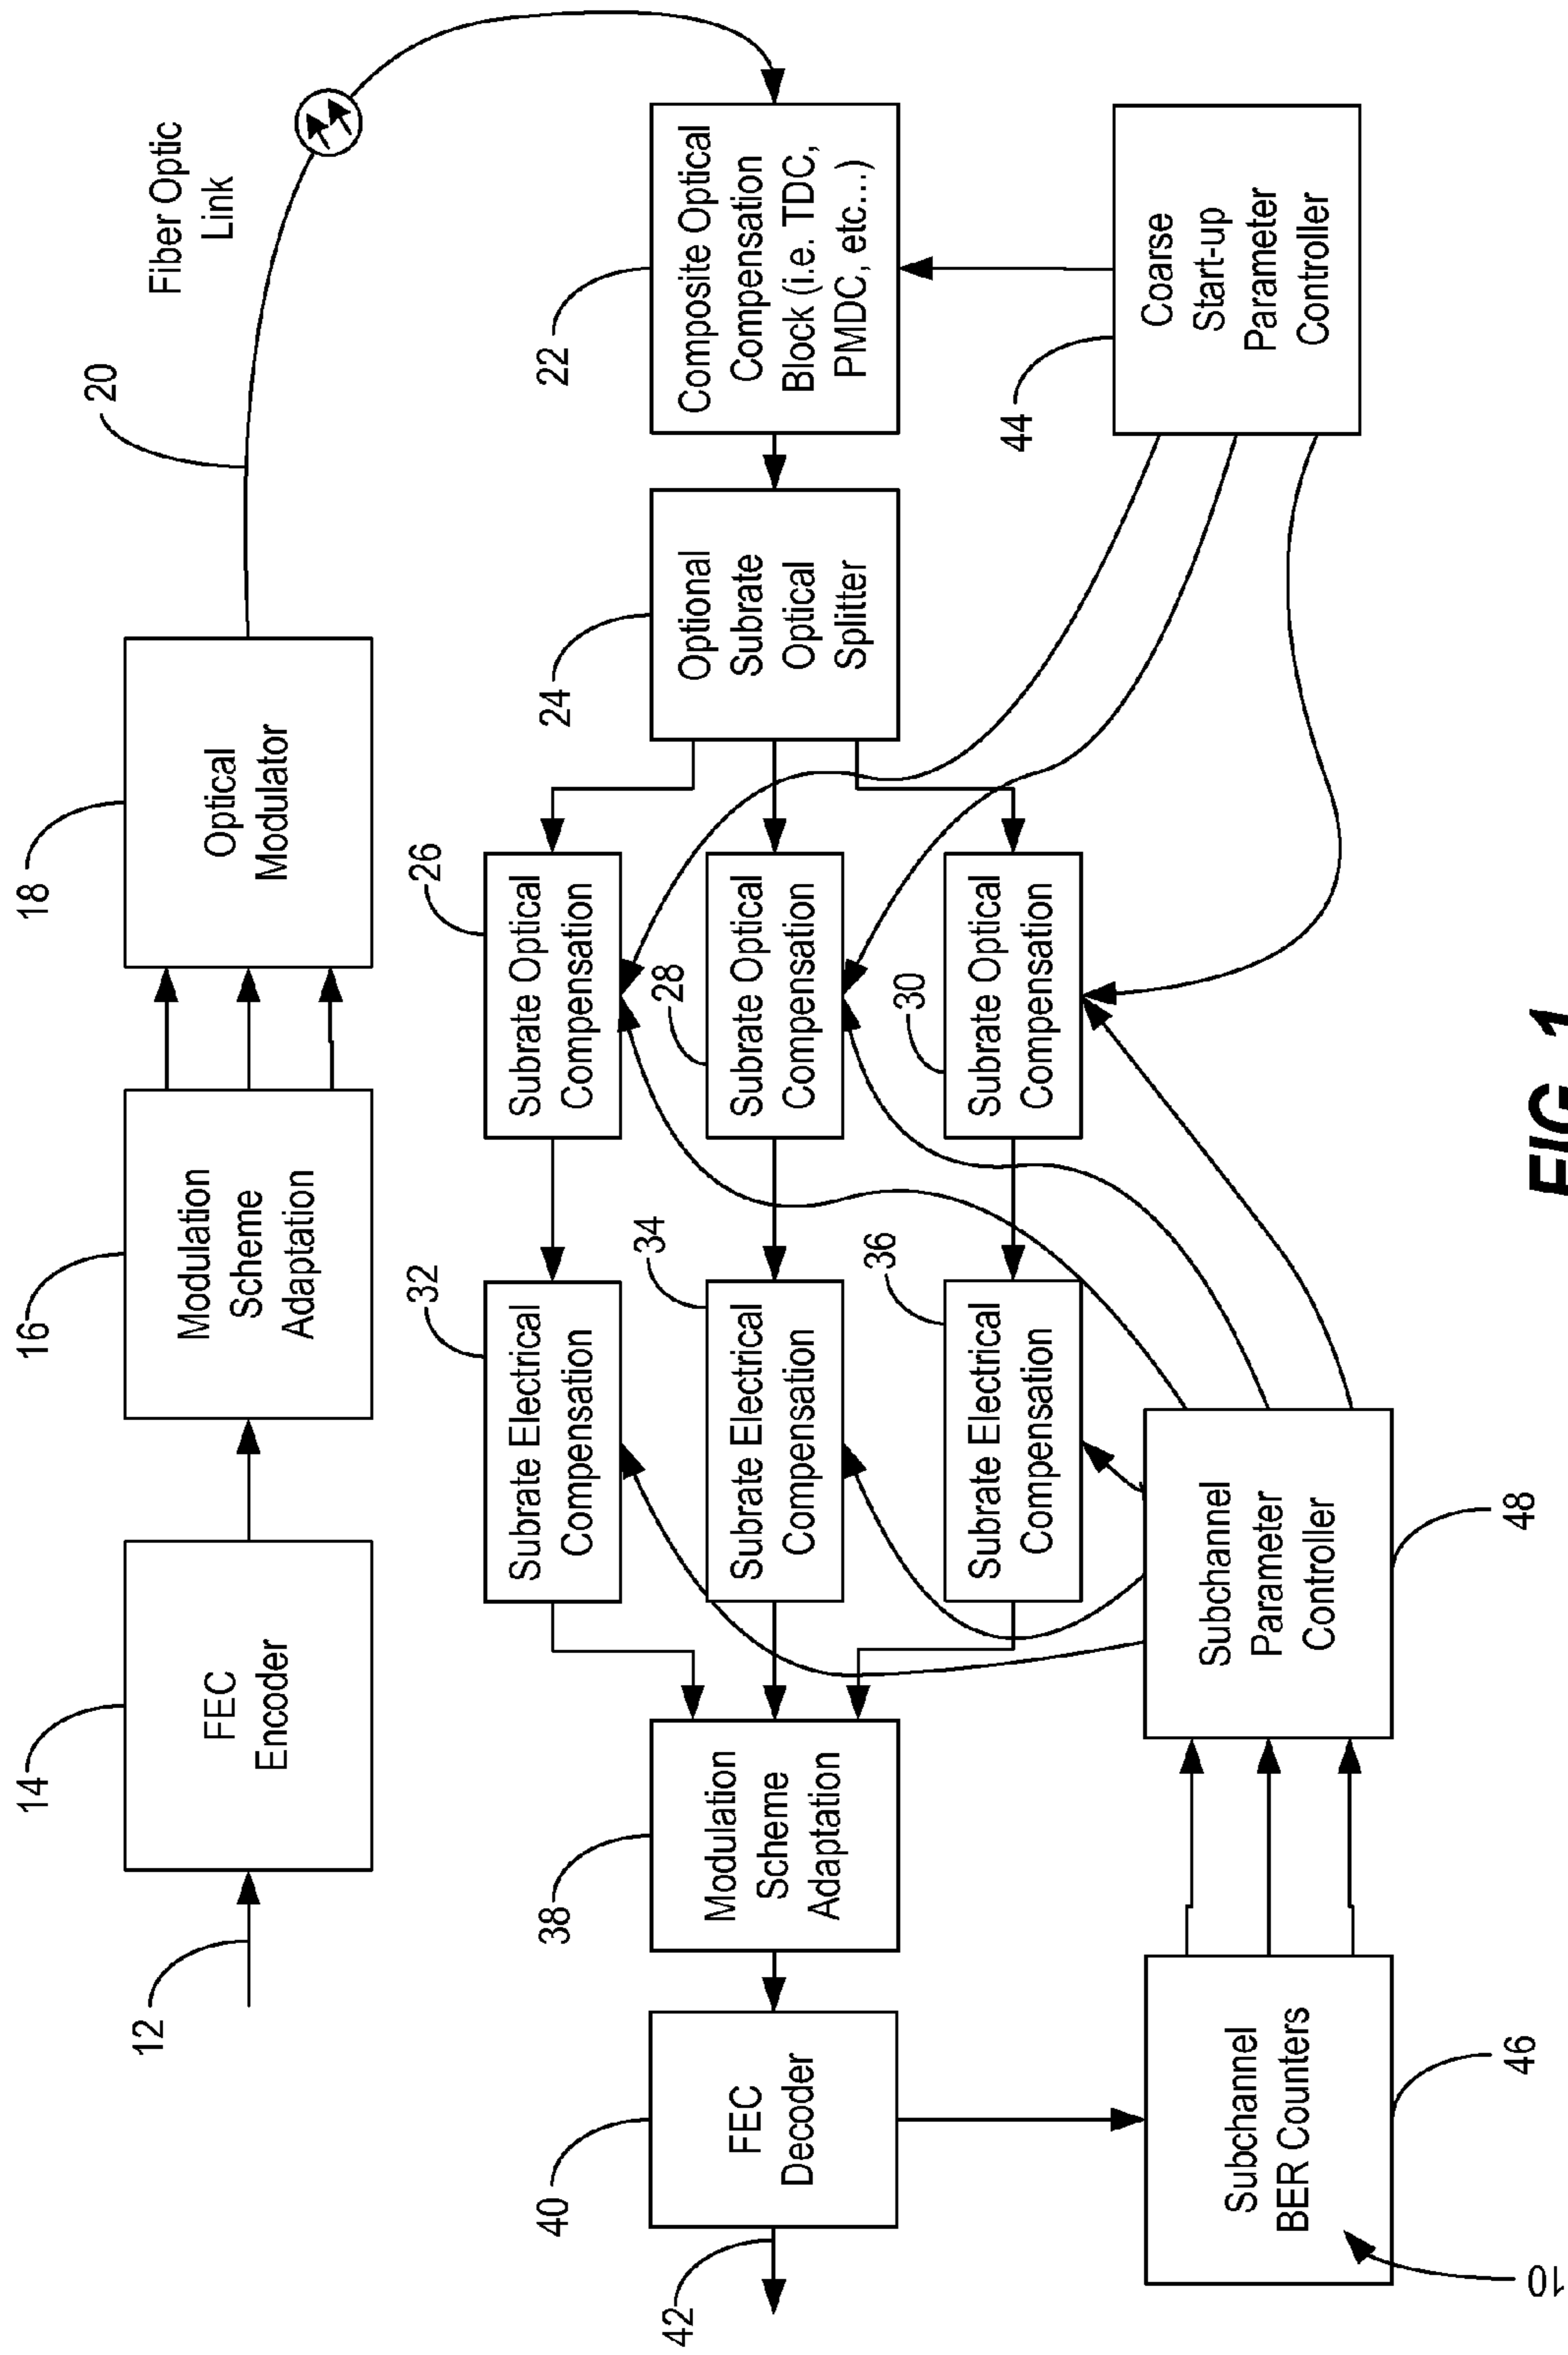 12
14
FEC
Encoder
16
Modulation
Scheme
Adaptation
18
Optical
Modulator
20
Fiber Optic
Link
42
40
FEC
Decoder
38
Modulation
Scheme
Adaptation
32
Subrate Electrical
Compensation
34
Subrate Electrical
Compensation
36
Subrate Electrical
Compensation
26
Subrate Optical
Compensation
28
Subrate Optical
Compensation
30
Subrate Optical
Compensation
24
Optional
Subrate
Optical
Splitter
22
Composite Optical
Compensation
Block (i.e. TDC,
PMDC, etc...)
Subchannel
BER Counters
46
10
Subchannel
Parameter
Controller
48
44
Coarse
Start-up
Parameter
Controller
FIG. 1